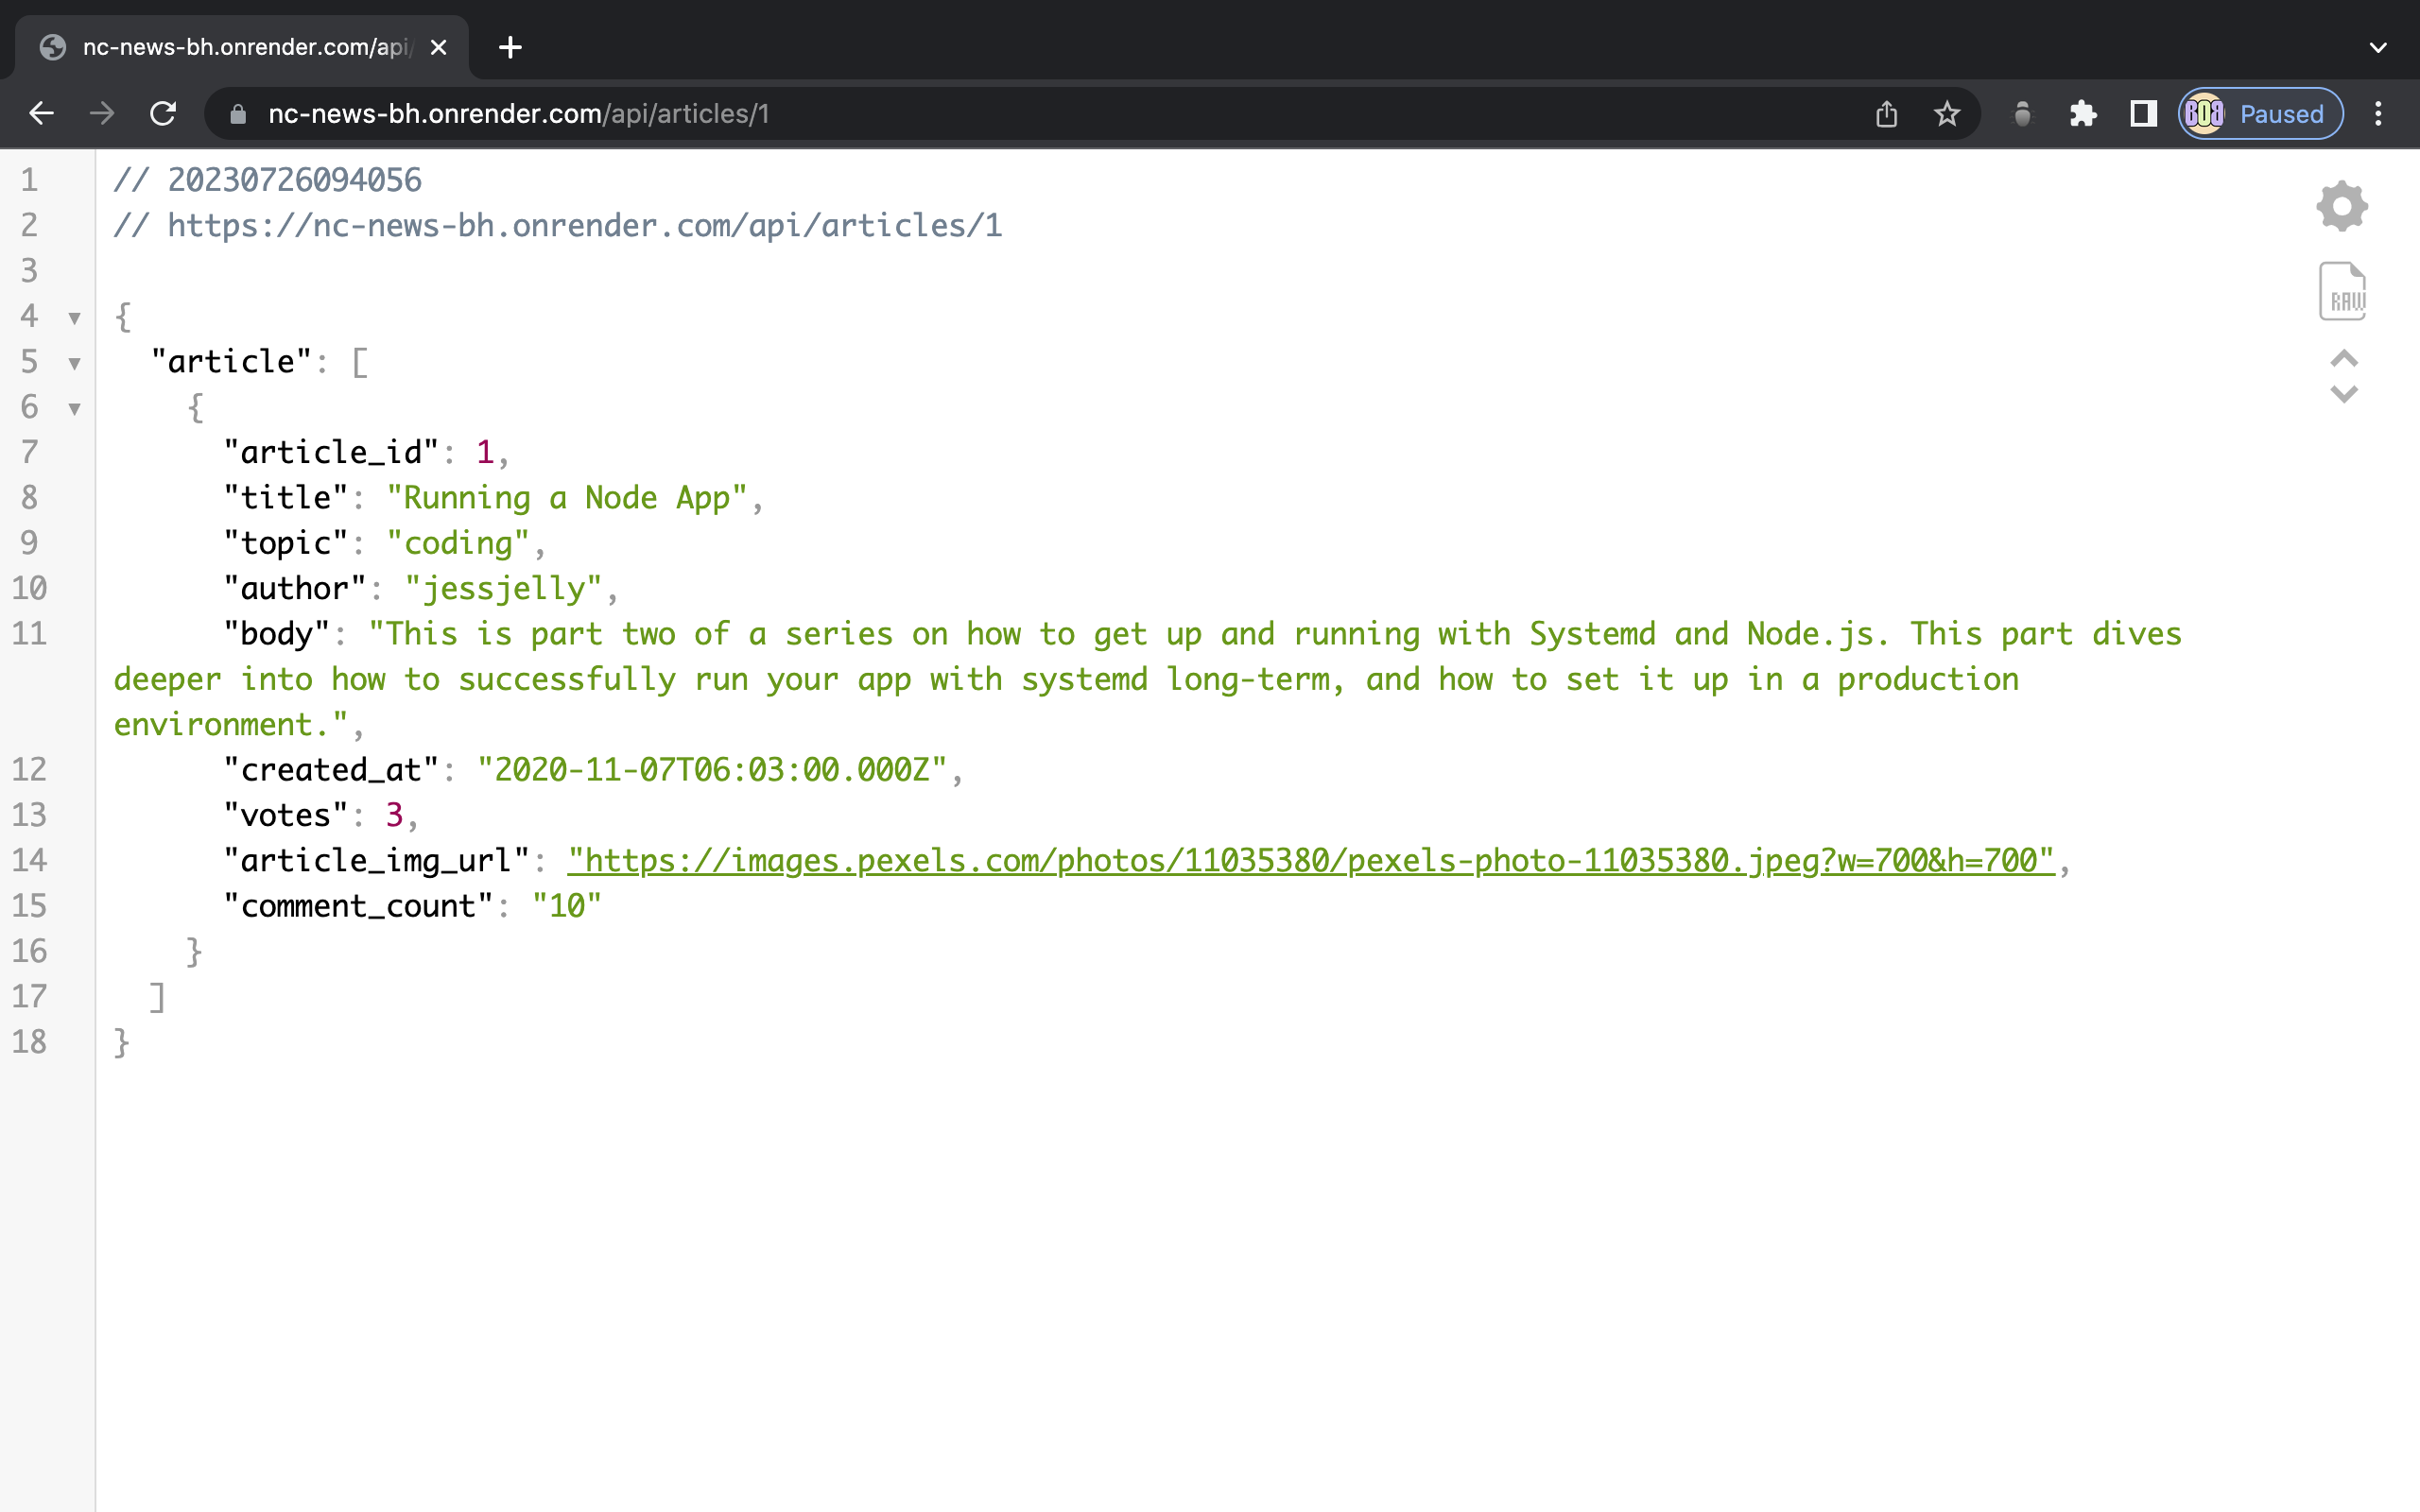 nc-news-bh.onrender.com/api/
nc-news-bh.onrender.com/api/articles/1
BOB Paused
1 // 20230726094056
2 // https://nc-news-bh.onrender.com/api/articles/1
3
4 {
5 "article": [
6 {
7 "article_id": 1,
8 "title": "Running a Node App",
9 "topic": "coding",
10 "author": "jessjelly",
11 "body": "This is part two of a series on how to get up and running with Systemd and Node.js. This part dives
deeper into how to successfully run your app with systemd long-term, and how to set it up in a production
environment.",
12 "created_at": "2020-11-07T06:03:00.000Z",
13 "votes": 3,
14 "article_img_url": "https://images.pexels.com/photos/11035380/pexels-photo-11035380.jpeg?w=700&h=700",
15 "comment_count": "10"
16 }
17 ]
18 }
RAW